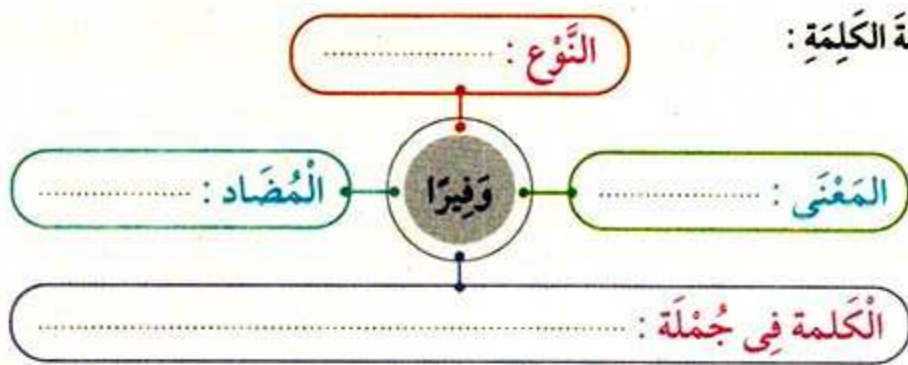 ةَ الكَلِمَةِ :
النَّوْع : ....................
المَعْنَى : ....................
وَفِيرًا
الْمُضَاد : ....................
الْكَلمة فِي جُمْلَة : ................................................................................